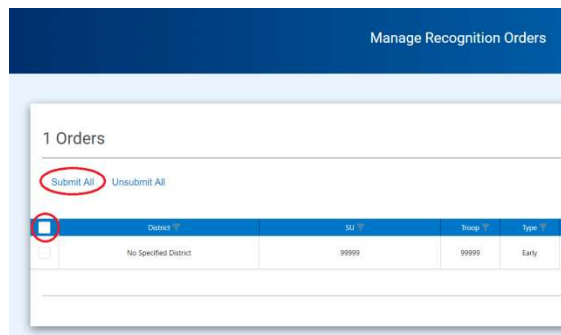 Manage Recognition Orders
1 Orders
Submit All Unsubmit All
District SU Troop Type
No Specified District 99999 99999 Early